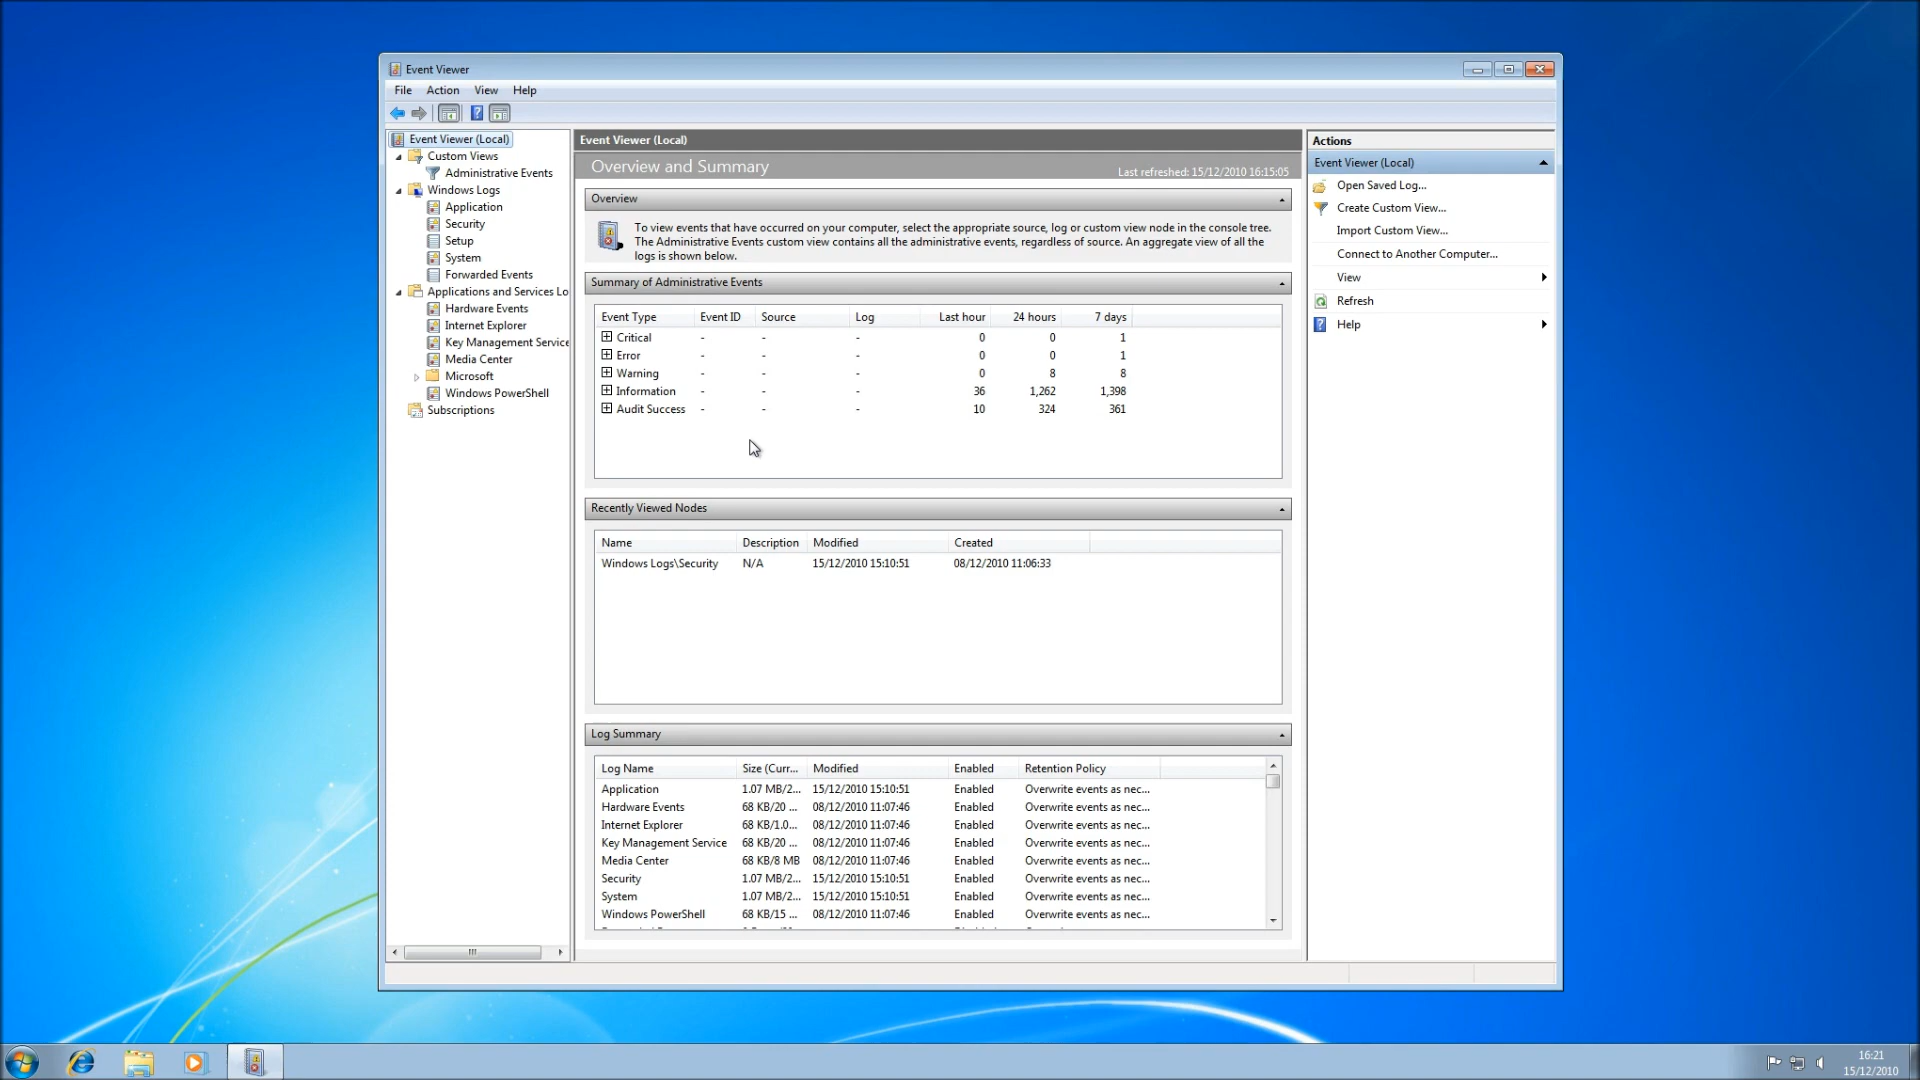 Event Viewer
File Action View Help
Event Viewer (Local)
Custom Views
Administrative Events
Windows Logs
Application
Security
Setup
System
Forwarded Events
Applications and Services Lo
Hardware Events
Internet Explorer
Key Management Service
Media Center
Microsoft
Windows PowerShell
Subscriptions
Event Viewer (Local)
Overview and Summary
Last refreshed: 15/12/2010 16:15:05
Overview
To view events that have occurred on your computer, select the appropriate source, log or custom view node in the console tree.
The Administrative Events custom view contains all the administrative events, regardless of source. An aggregate view of all the
logs is shown below.
Summary of Administrative Events
Event Type Event ID Source Log Last hour 24 hours 7 days
Critical - - - 0 0 1
Error - - - 0 0 1
Warning - - - 0 8 8
Information - - - 36 1,262 1,398
Audit Success - - - 10 324 361
Recently Viewed Nodes
Name Description Modified Created
Windows Logs\Security N/A 15/12/2010 15:10:51 08/12/2010 11:06:33
Log Summary
Log Name Size (Curr... Modified Enabled Retention Policy
Application 1.07 MB/2... 15/12/2010 15:10:51 Enabled Overwrite events as nec...
Hardware Events 68 KB/20 ... 08/12/2010 11:07:46 Enabled Overwrite events as nec...
Internet Explorer 68 KB/1.0... 08/12/2010 11:07:46 Enabled Overwrite events as nec...
Key Management Service 68 KB/20 ... 08/12/2010 11:07:46 Enabled Overwrite events as nec...
Media Center 68 KB/8 MB 08/12/2010 11:07:46 Enabled Overwrite events as nec...
Security 1.07 MB/2... 15/12/2010 15:10:51 Enabled Overwrite events as nec...
System 1.07 MB/2... 15/12/2010 15:10:51 Enabled Overwrite events as nec...
Windows PowerShell 68 KB/15 ... 08/12/2010 11:07:46 Enabled Overwrite events as nec...
Actions
Event Viewer (Local)
Open Saved Log...
Create Custom View...
Import Custom View...
Connect to Another Computer...
View
Refresh
Help
16:21
15/12/2010